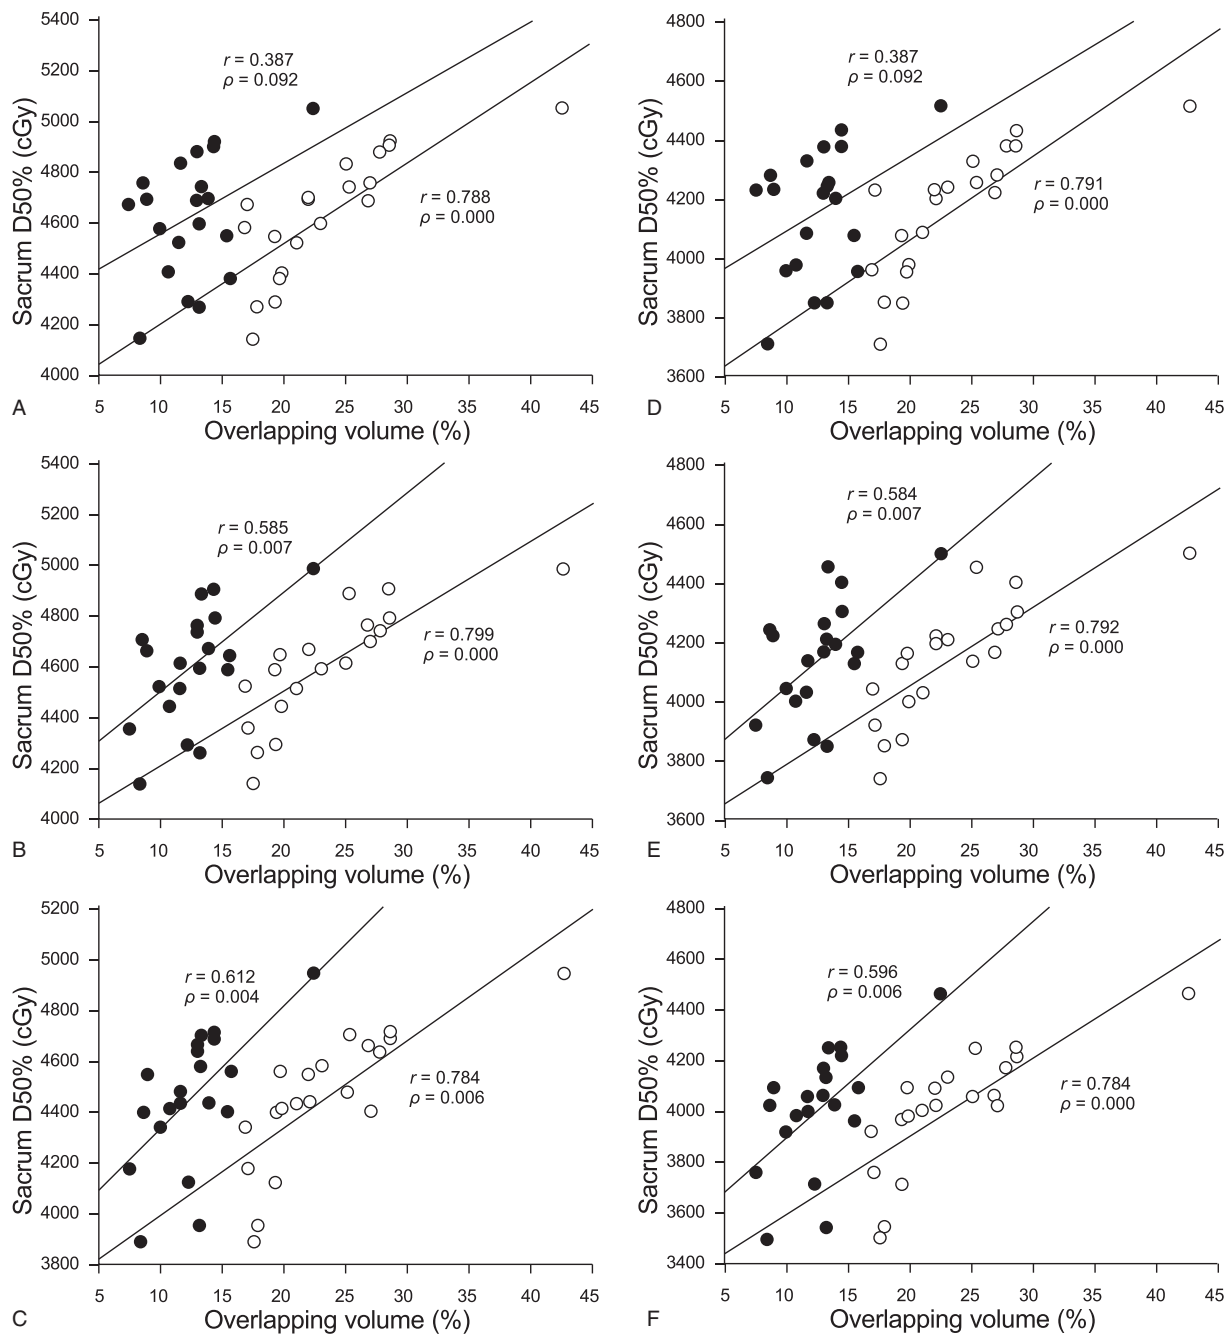 5400
5200
5000
4800
4600
4400
4200
4000
Sacrum D50% (cGy)
r = 0.387
ρ = 0.092
r = 0.788
ρ = 0.000
5 10 15 20 25 30 35 40 45
A
Overlapping volume (%)
4800
4600
4400
4200
4000
3800
3600
Sacrum D50% (cGy)
r = 0.387
ρ = 0.092
r = 0.791
ρ = 0.000
5 10 15 20 25 30 35 40 45
D
Overlapping volume (%)
5400
5200
5000
4800
4600
4400
4200
4000
Sacrum D50% (cGy)
r = 0.585
ρ = 0.007
r = 0.799
ρ = 0.000
5 10 15 20 25 30 35 40 45
B
Overlapping volume (%)
4800
4600
4400
4200
4000
3800
3600
Sacrum D50% (cGy)
r = 0.584
ρ = 0.007
r = 0.792
ρ = 0.000
5 10 15 20 25 30 35 40 45
E
Overlapping volume (%)
5200
5000
4800
4600
4400
4200
4000
3800
Sacrum D50% (cGy)
r = 0.612
ρ = 0.004
r = 0.784
ρ = 0.006
5 10 15 20 25 30 35 40 45
C
Overlapping volume (%)
4800
4600
4400
4200
4000
3800
3600
3400
Sacrum D50% (cGy)
r = 0.596
ρ = 0.006
r = 0.784
ρ = 0.000
5 10 15 20 25 30 35 40 45
F
Overlapping volume (%)